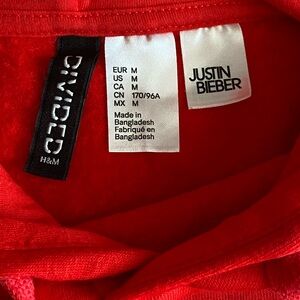 DIVIDED
H&M
EUR M
US M
CA M
CN 170/96A
MX M
Made in
Bangladesh
Fabriqué en
Bangladesh
JUSTIN
BIEBER